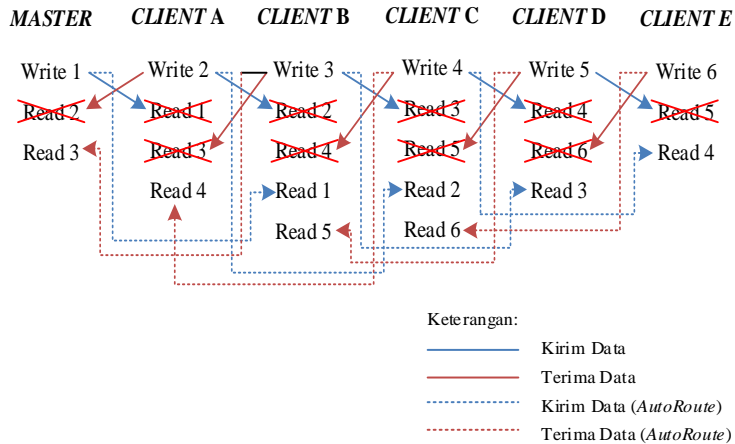 MASTER CLIENT A CLIENT B CLIENT C CLIENT D CLIENT E
Write 1 Write 2 Write 3 Write 4 Write 5 Write 6
Read 2 Read 1 Read 2 Read 3 Read 4 Read 5
Read 3 Read 3 Read 4 Read 5 Read 6 Read 4
Read 4 Read 1 Read 2 Read 3
Read 5 Read 6
Keterangan:
Kirim Data
Terima Data
Kirim Data (AutoRoute)
Terima Data (AutoRoute)